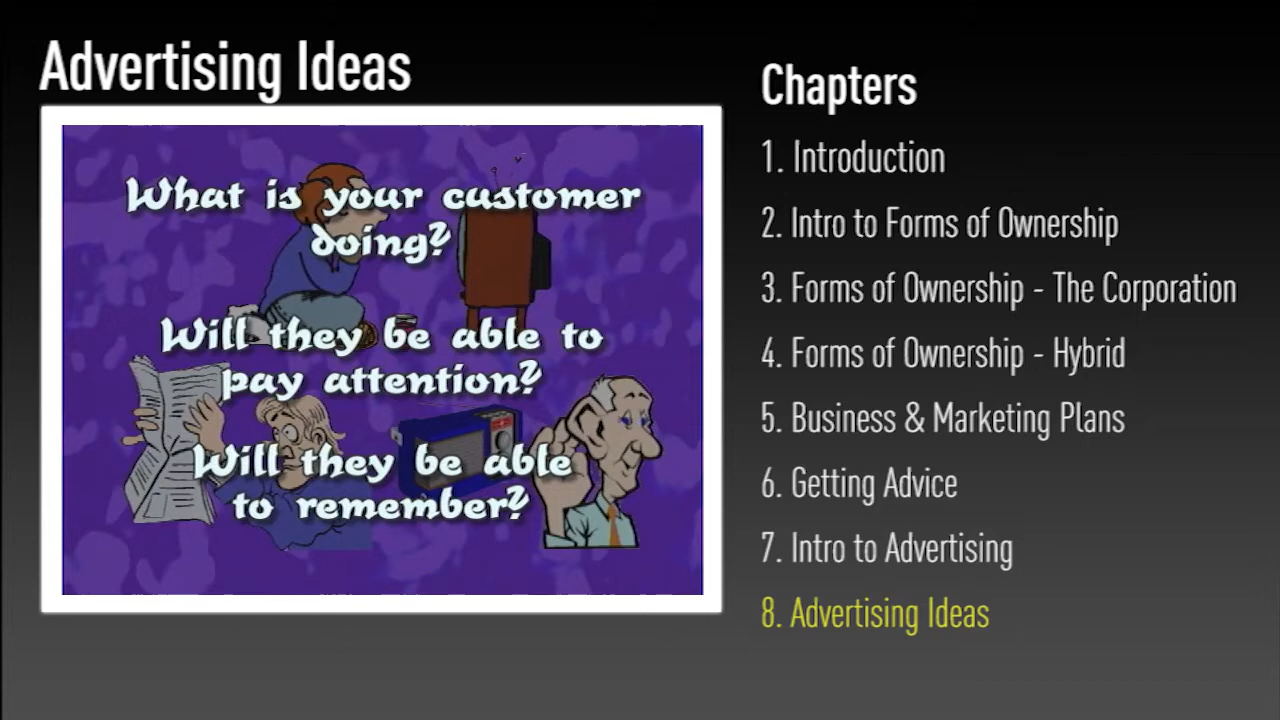 Advertising Ideas
What is your customer
doing?
Will they be able to
pay attention?
Will they be able
to remember?
Chapters
1. Introduction
2. Intro to Forms of Ownership
3. Forms of Ownership - The Corporation
4. Forms of Ownership - Hybrid
5. Business & Marketing Plans
6. Getting Advice
7. Intro to Advertising
8. Advertising Ideas